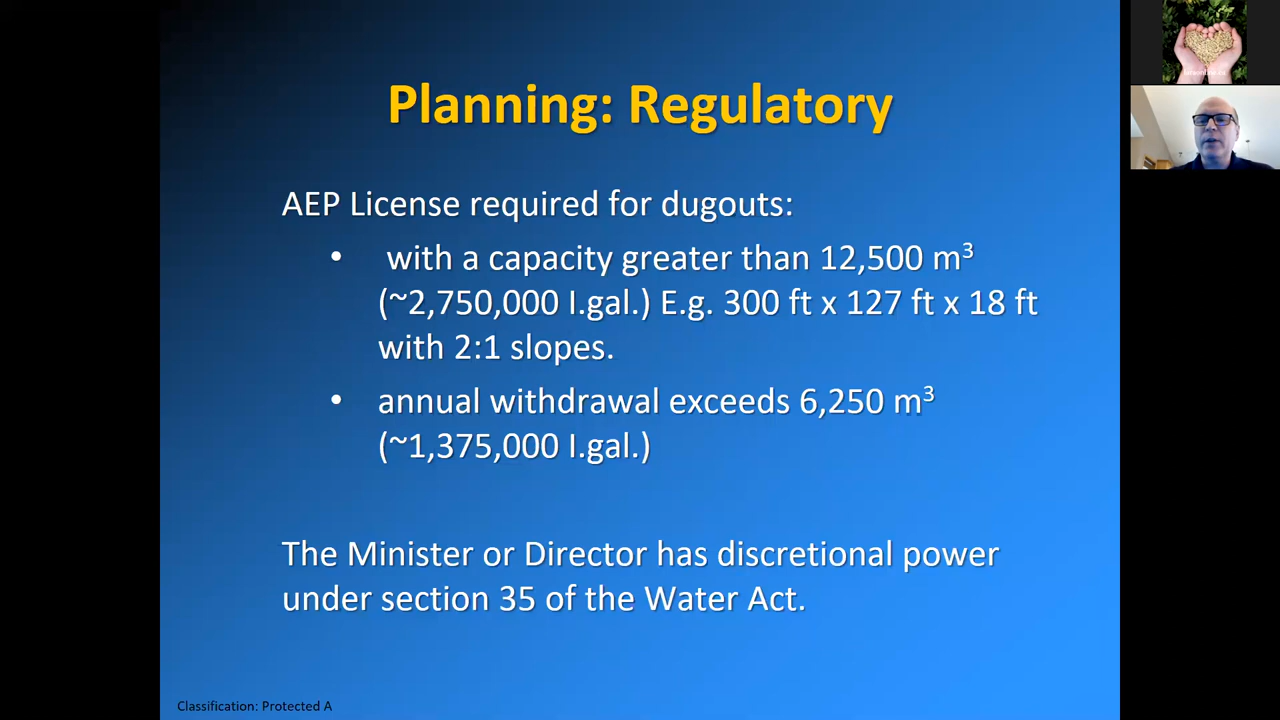 Planning: Regulatory
AEP License required for dugouts:
• with a capacity greater than 12,500 m³
(~2,750,000 I.gal.) E.g. 300 ft x 127 ft x 18 ft
with 2:1 slopes.
• annual withdrawal exceeds 6,250 m³
(~1,375,000 I.gal.)
The Minister or Director has discretional power
under section 35 of the Water Act.
Classification: Protected A